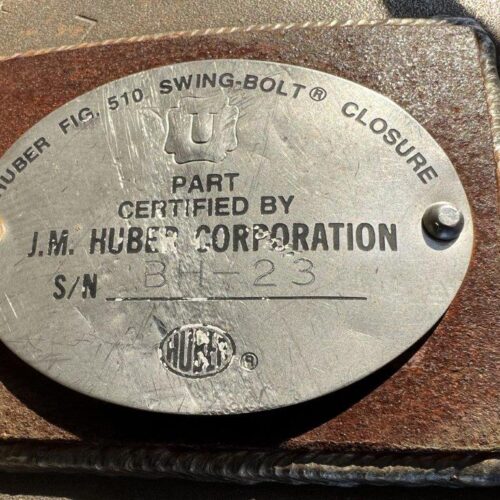 HUBER FIG. 510 SWING-BOLT® CLOSURE
U
PART
CERTIFIED BY
J.M. HUBER CORPORATION
S/N BH-23
HUBER ®